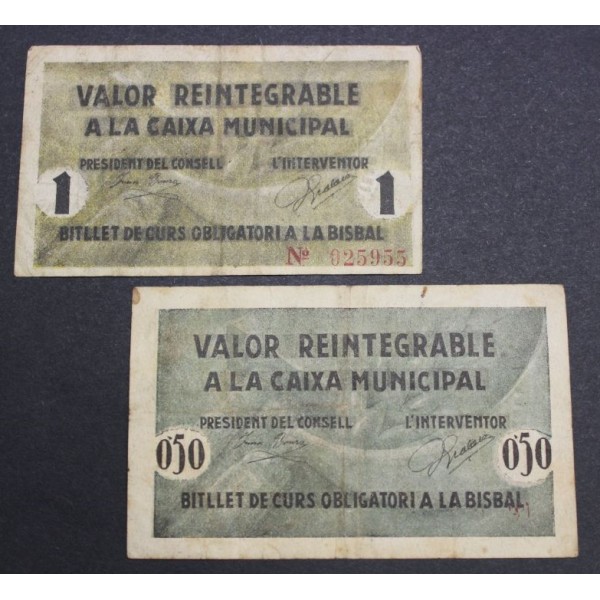 VALOR REINTEGRABLE
A LA CAIXA MUNICIPAL
PRESIDENT DEL CONSELL L'INTERVENTOR
1 1
BITLLET DE CURS OBLIGATORI A LA BISBAL
Nº 025955
VALOR REINTEGRABLE
A LA CAIXA MUNICIPAL
PRESIDENT DEL CONSELL L'INTERVENTOR
0'50 0'50
BITLLET DE CURS OBLIGATORI A LA BISBAL